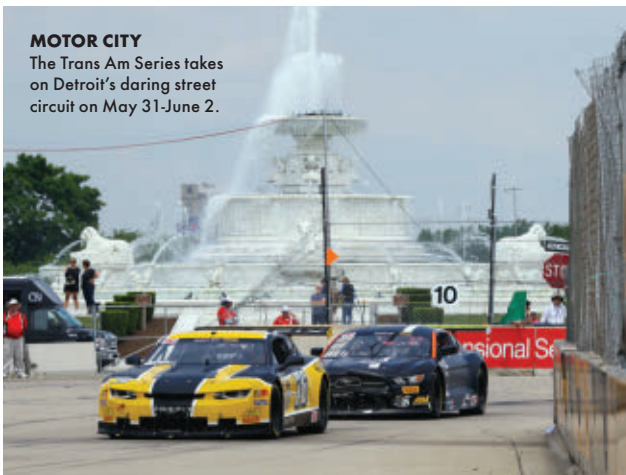 MOTOR CITY
The Trans Am Series takes
on Detroit's daring street
circuit on May 31-June 2.
10
STO
nsional Se